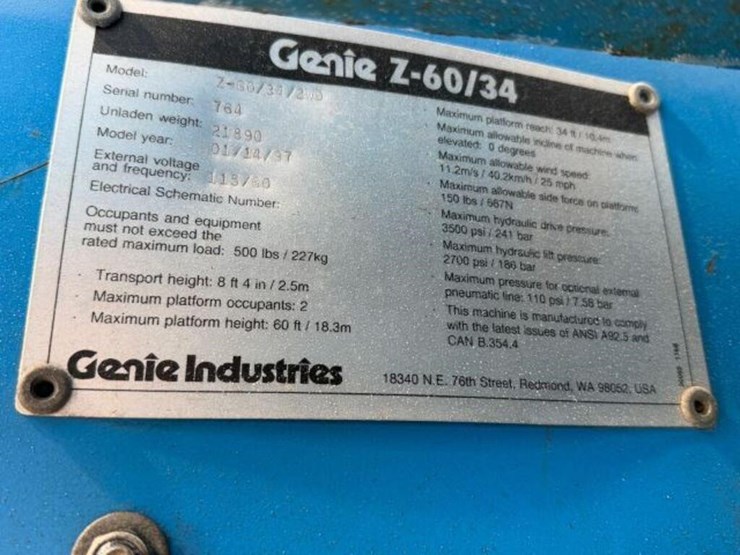 Genie Z-60/34
Model:
Serial number: 764
Unladen weight: 21890
Model year: 01/14/97
External voltage
and frequency:
Electrical Schematic Number:
Occupants and equipment
must not exceed the
rated maximum load: 500 lbs / 227kg
· Transport height: 8 ft 4 in / 2.5m
· Maximum platform occupants: 2
· Maximum platform height: 60 ft / 18.3m
· Maximum platform reach: 34 ft / 10.4m
· Maximum allowable incline of machine when
elevated: 0 degrees
· Maximum allowable wind speed:
11.2m/s / 40.2km/h / 25 mph
· Maximum allowable side force on platform:
150 lbs / 667N
· Maximum hydraulic drive pressure:
3500 psi / 241 bar
· Maximum hydraulic lift pressure:
2700 psi / 186 bar
· Maximum pressure for optional external
pneumatic line: 110 psi / 7.58 bar
· This machine is manufactured to comply
with the latest issues of ANSI A92.5 and
CAN B.354.4
Genie Industries
18340 N.E. 76th Street, Redmond, WA 98052, USA